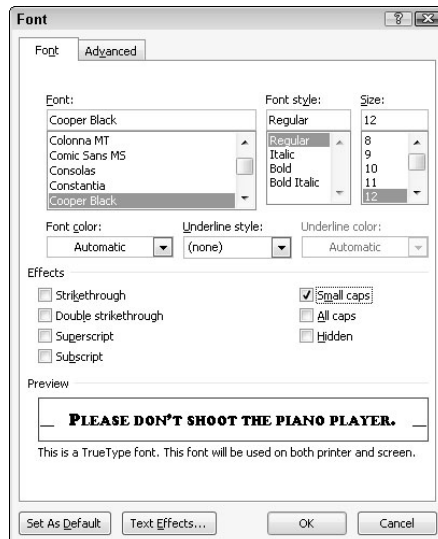 Font
Font Advanced
Font: Font style: Size:
Cooper Black Regular 12
Colonna MT Regular 8
Comic Sans MS Italic 9
Consolas Bold 10
Constantia Bold Italic 11
Cooper Black 12
Font color: Underline style: Underline color:
Automatic (none) Automatic
Effects
Strikethrough Small caps
Double strikethrough All caps
Superscript Hidden
Subscript
Preview
PLEASE DON'T SHOOT THE PIANO PLAYER.
This is a TrueType font. This font will be used on both printer and screen.
Set As Default Text Effects... OK Cancel